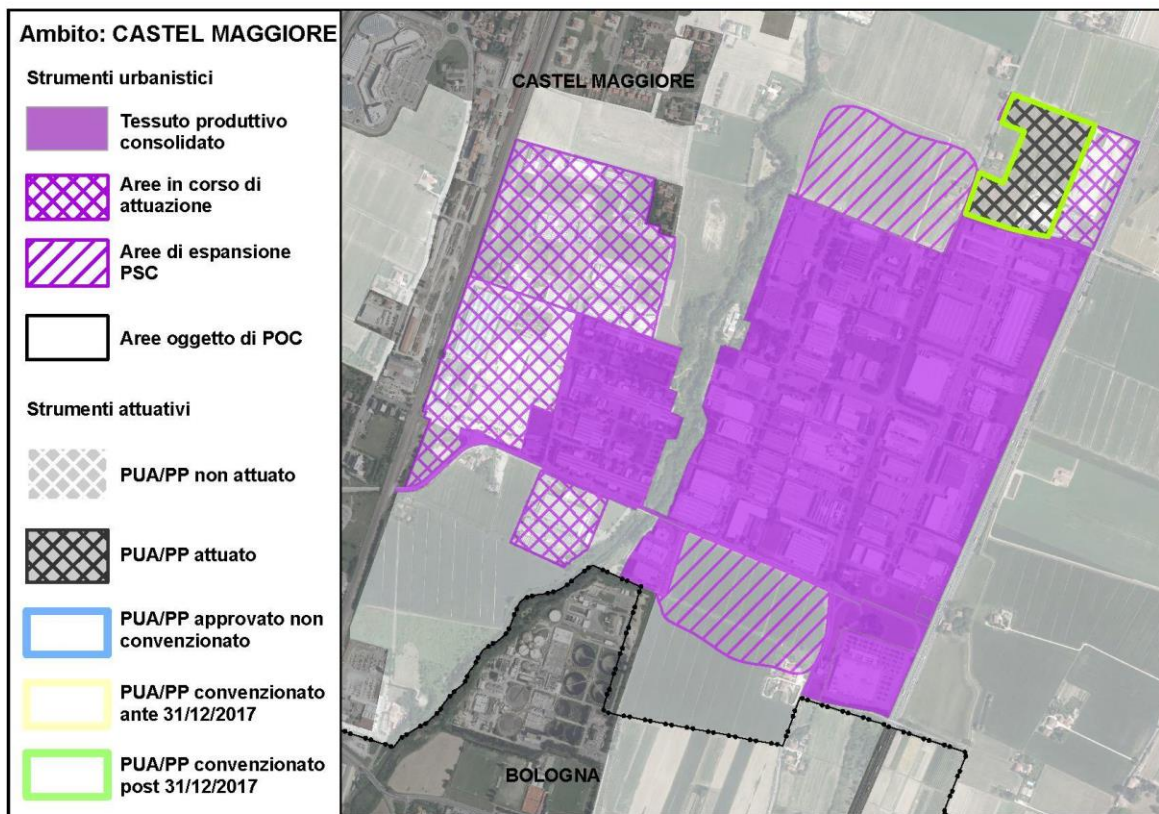 Ambito: CASTEL MAGGIORE
Strumenti urbanistici
Tessuto produttivo
consolidato
Aree in corso di
attuazione
Aree di espansione
PSC
Aree oggetto di POC
Strumenti attuativi
PUA/PP non attuato
PUA/PP attuato
PUA/PP approvato non
convenzionato
PUA/PP convenzionato
ante 31/12/2017
PUA/PP convenzionato
post 31/12/2017
CASTEL MAGGIORE
BOLOGNA